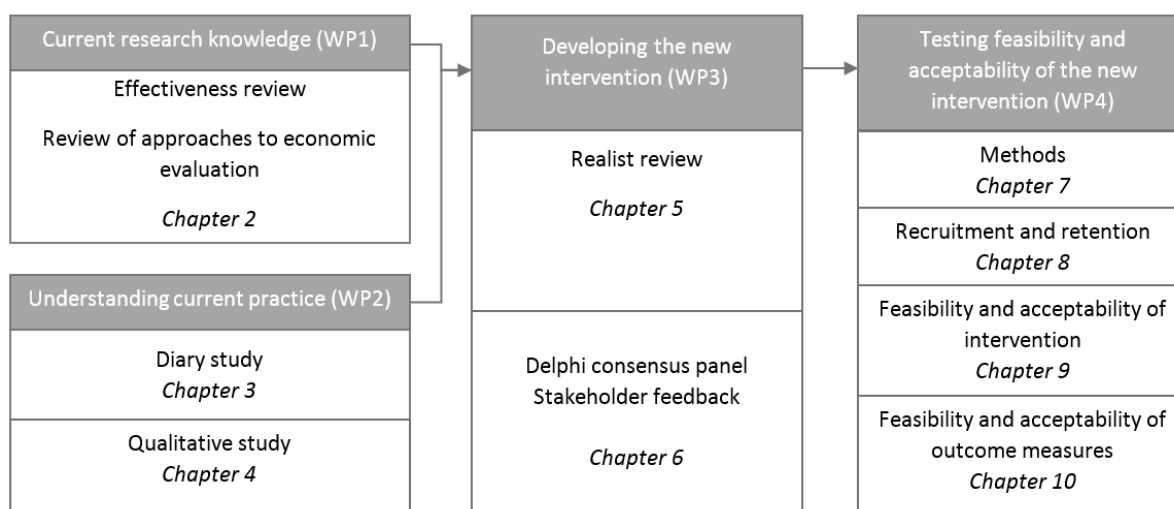 Current research knowledge (WP1)
Effectiveness review
Review of approaches to economic
evaluation
Chapter 2
Understanding current practice (WP2)
Diary study
Chapter 3
Qualitative study
Chapter 4
Developing the new
intervention (WP3)
Realist review
Chapter 5
Delphi consensus panel
Stakeholder feedback
Chapter 6
Testing feasibility and
acceptability of the new
intervention (WP4)
Methods
Chapter 7
Recruitment and retention
Chapter 8
Feasibility and acceptability of
intervention
Chapter 9
Feasibility and acceptability of
outcome measures
Chapter 10